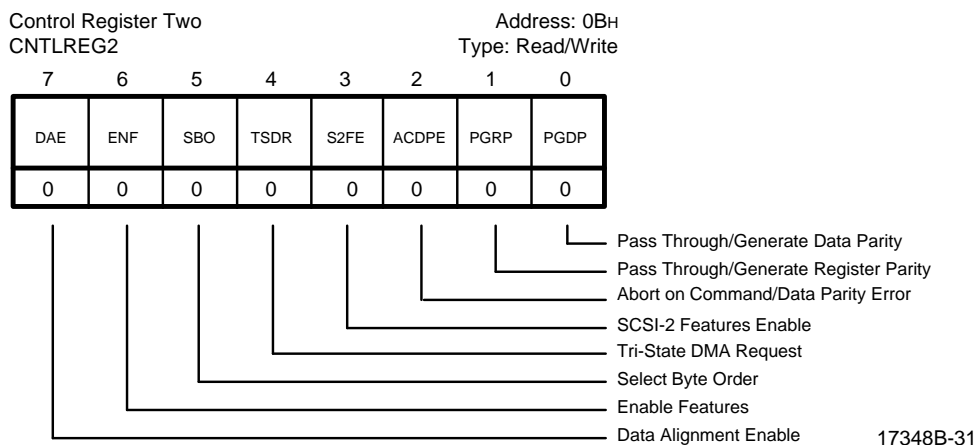 Control Register Two Address: 0BH
CNTLREG2 Type: Read/Write
7 6 5 4 3 2 1 0
DAE ENF SBO TSDR S2FE ACDPE PGRP PGDP
0 0 0 0 0 0 0 0
Pass Through/Generate Data Parity
Pass Through/Generate Register Parity
Abort on Command/Data Parity Error
SCSI-2 Features Enable
Tri-State DMA Request
Select Byte Order
Enable Features
Data Alignment Enable 17348B-31